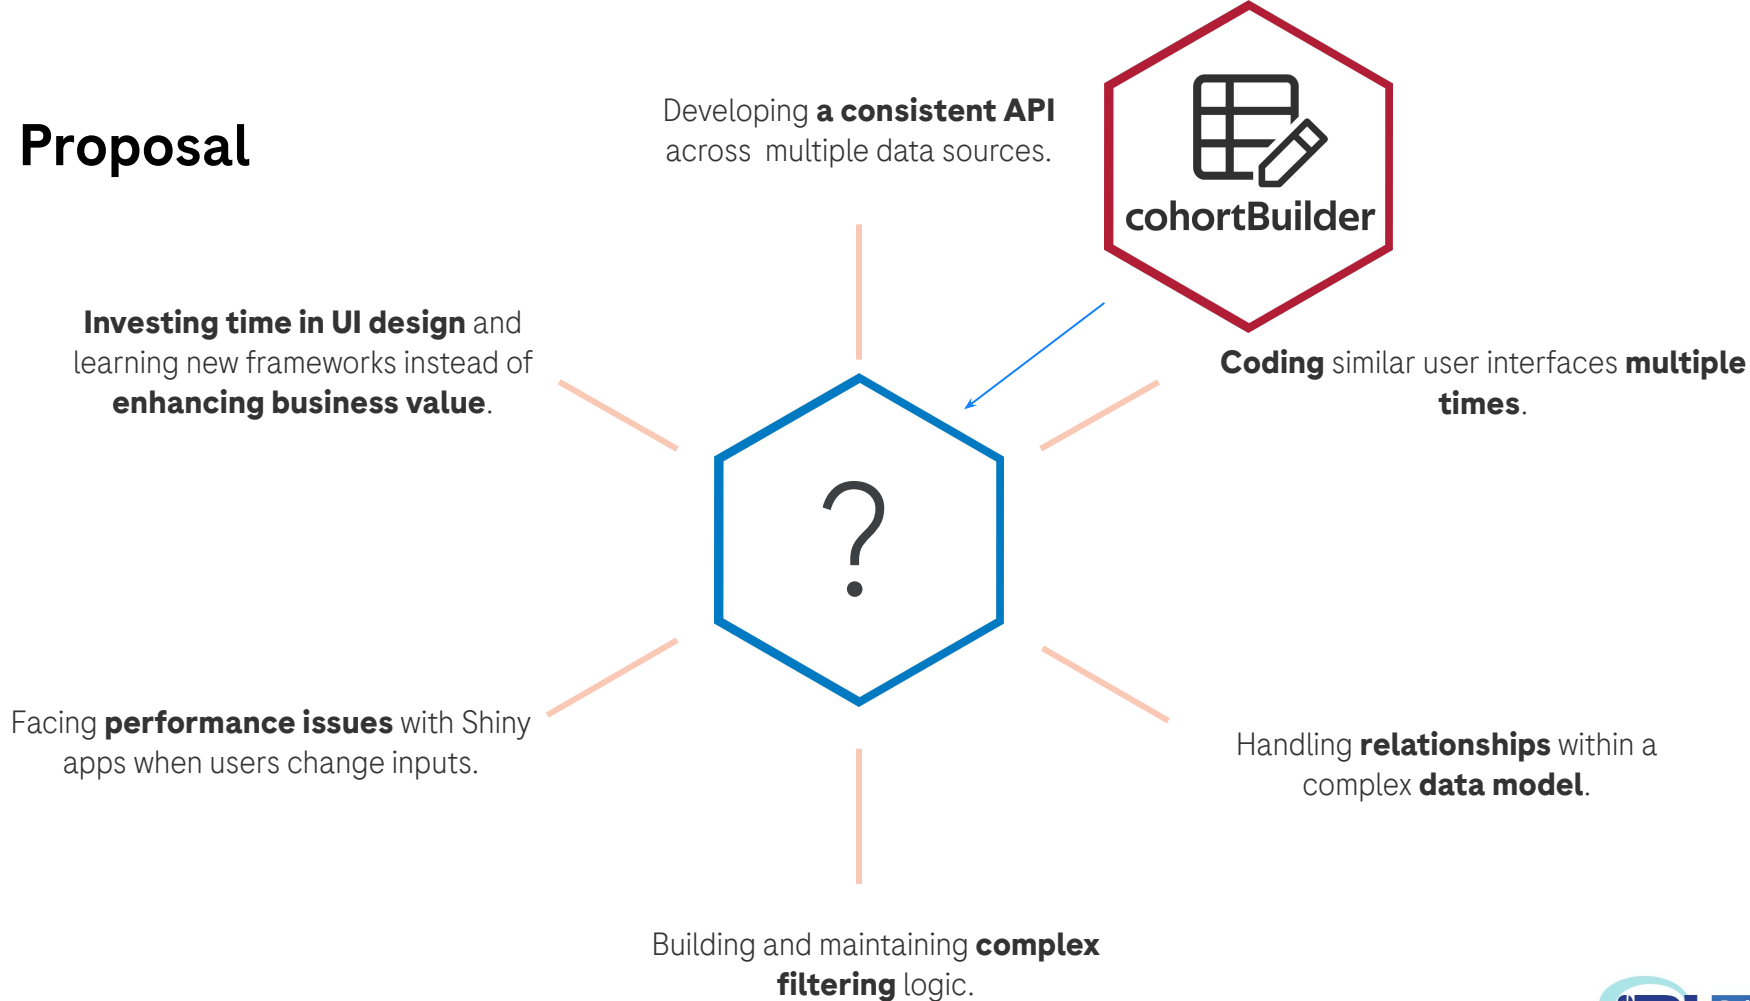 Proposal
Developing a consistent API
across multiple data sources.
cohortBuilder
Investing time in UI design and
learning new frameworks instead of
enhancing business value.
Coding similar user interfaces multiple
times.
?
Facing performance issues with Shiny
apps when users change inputs.
Handling relationships within a
complex data model.
Building and maintaining complex
filtering logic.